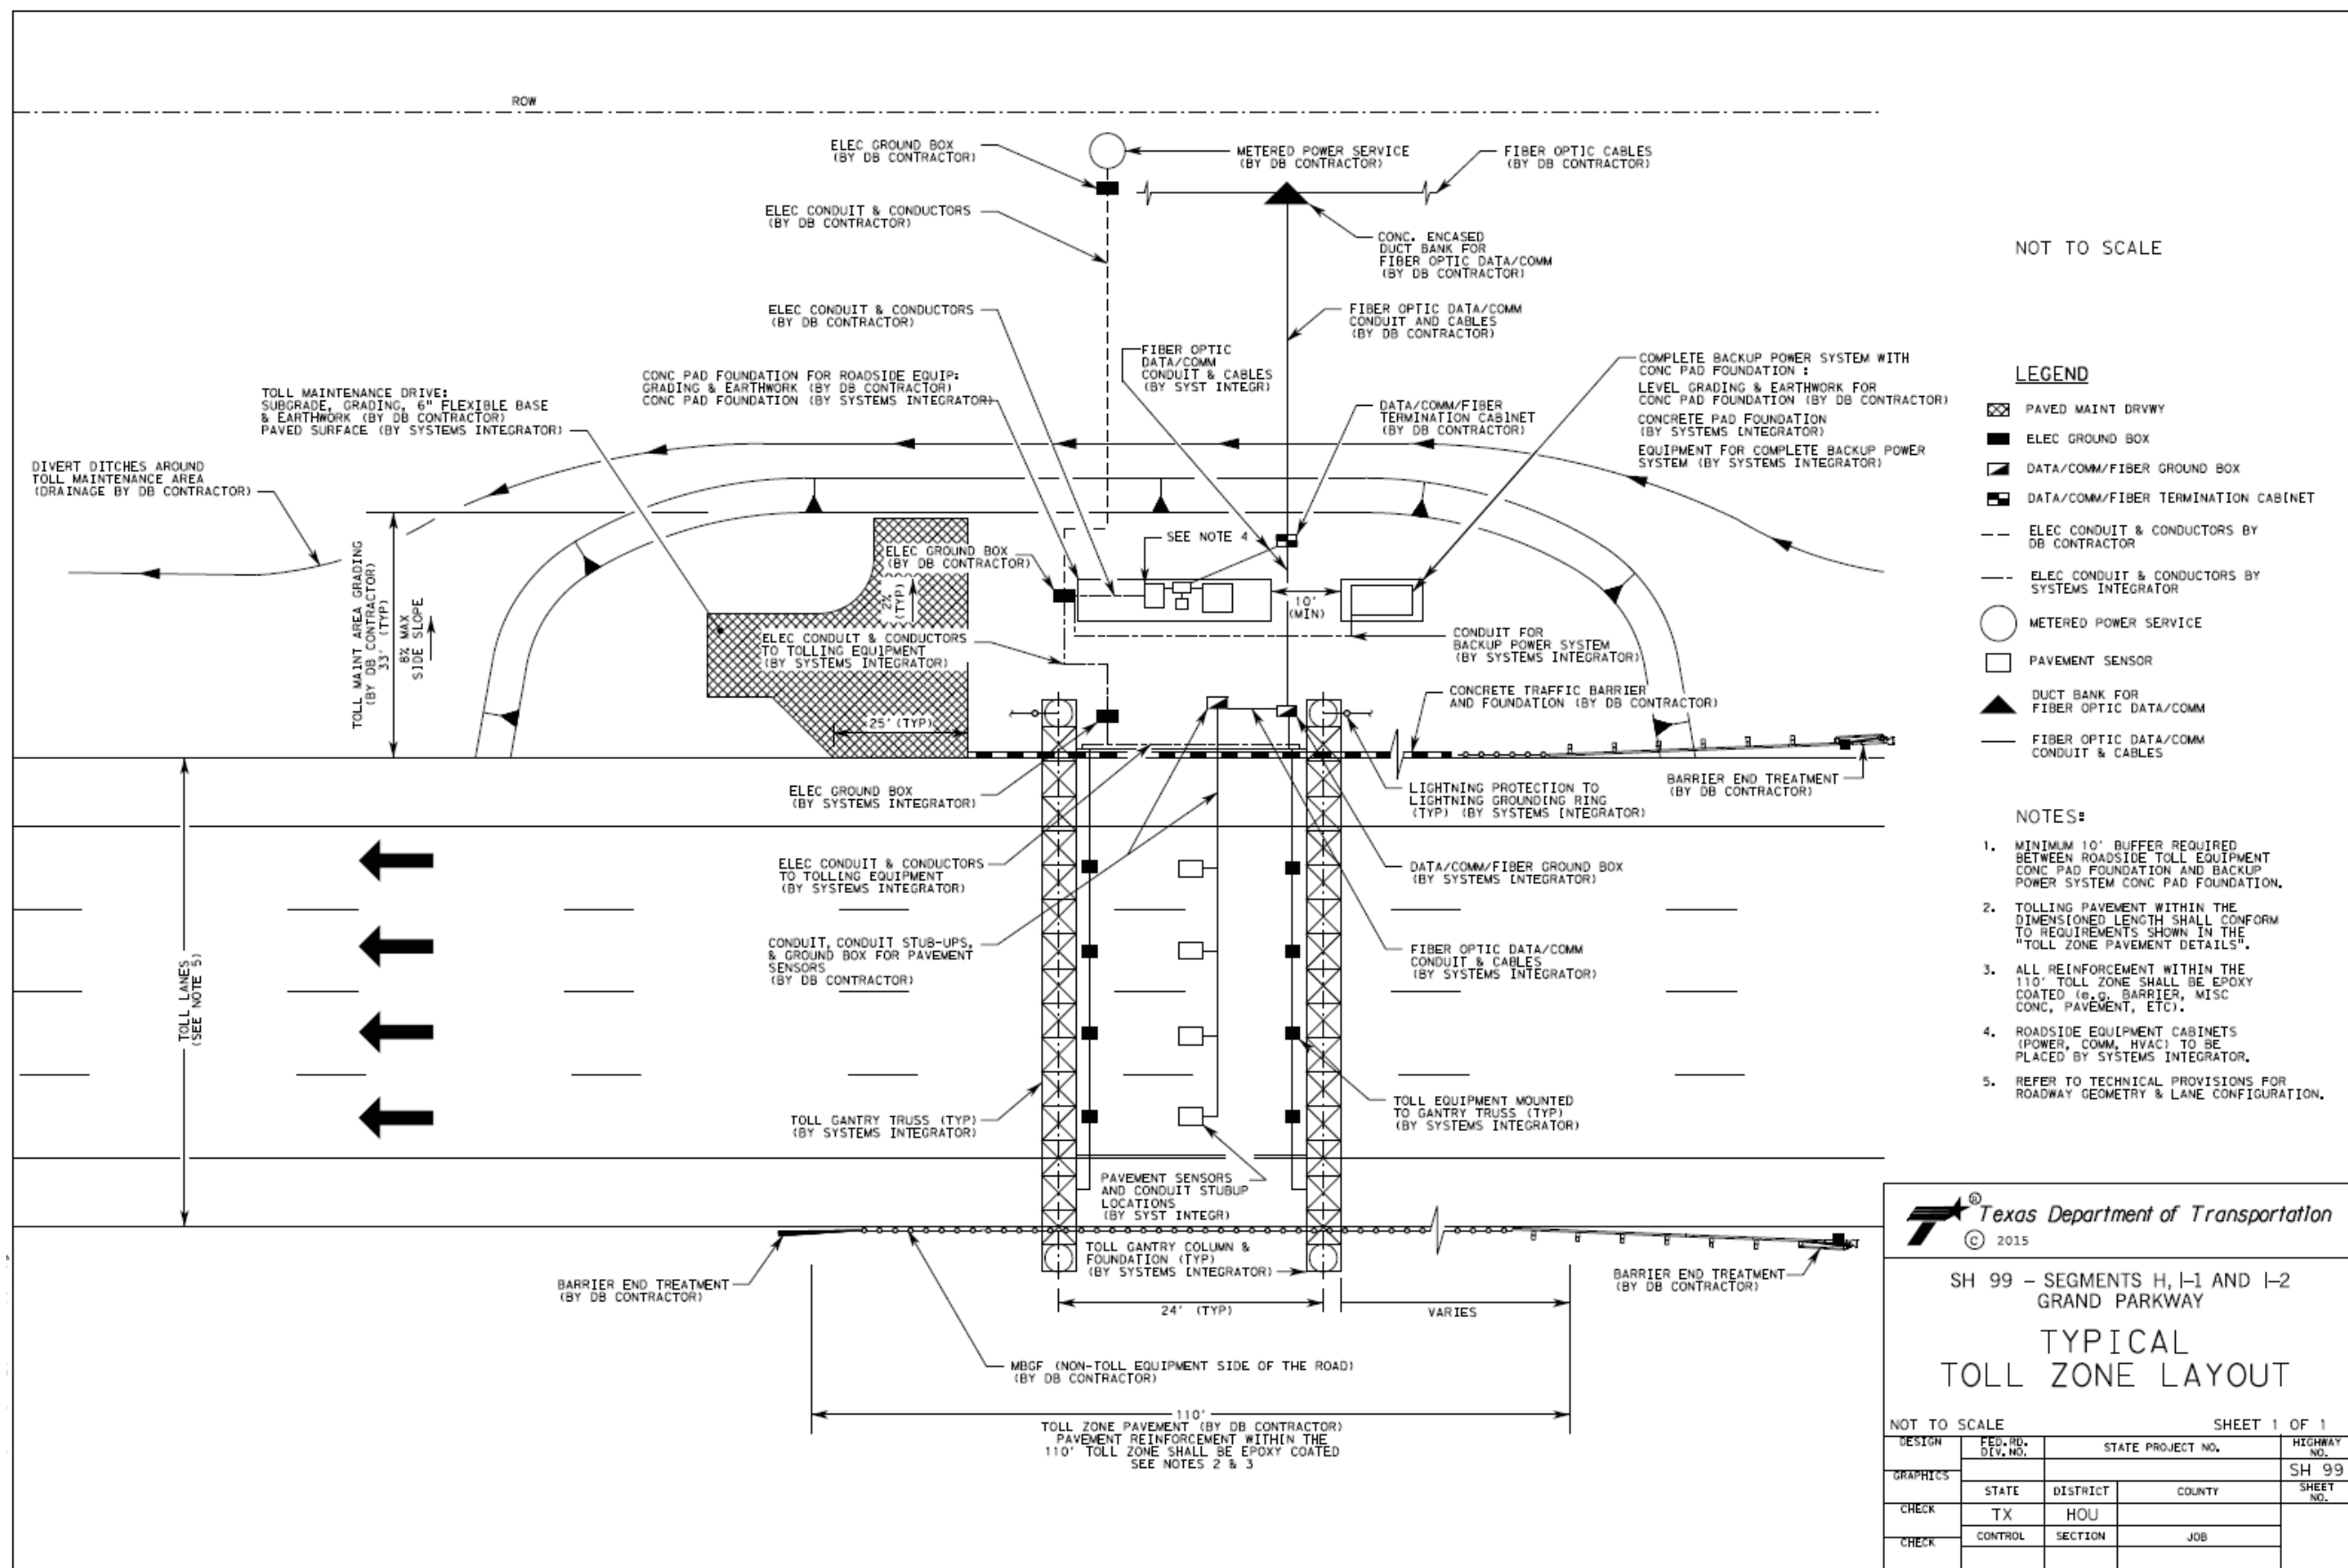 ROW
ELEC GROUND BOX
(BY DB CONTRACTOR)
METERED POWER SERVICE
(BY DB CONTRACTOR)
FIBER OPTIC CABLES
(BY DB CONTRACTOR)
ELEC CONDUIT & CONDUCTORS
(BY DB CONTRACTOR)
CONC. ENCASED
DUCT BANK FOR
FIBER OPTIC DATA/COMM
(BY DB CONTRACTOR)
ELEC CONDUIT & CONDUCTORS
(BY DB CONTRACTOR)
FIBER OPTIC DATA/COMM
CONDUIT AND CABLES
(BY DB CONTRACTOR)
FIBER OPTIC
DATA/COMM
CONDUIT & CABLES
(BY SYST INTEGR)
COMPLETE BACKUP POWER SYSTEM WITH
CONC PAD FOUNDATION :
LEVEL GRADING & EARTHWORK FOR
CONC PAD FOUNDATION (BY DB CONTRACTOR)
CONCRETE PAD FOUNDATION
(BY SYSTEMS INTEGRATOR)
EQUIPMENT FOR COMPLETE BACKUP POWER
SYSTEM (BY SYSTEMS INTEGRATOR)
CONC PAD FOUNDATION FOR ROADSIDE EQUIP:
GRADING & EARTHWORK (BY DB CONTRACTOR)
CONC PAD FOUNDATION (BY SYSTEMS INTEGRATOR)
TOLL MAINTENANCE DRIVE:
SUBGRADE, GRADING, 6" FLEXIBLE BASE
& EARTHWORK (BY DB CONTRACTOR)
PAVED SURFACE (BY SYSTEMS INTEGRATOR)
DATA/COMM/FIBER
TERMINATION CABINET
(BY DB CONTRACTOR)
DIVERT DITCHES AROUND
TOLL MAINTENANCE AREA
(DRAINAGE BY DB CONTRACTOR)
TOLL MAINT AREA GRADING
(BY DB CONTRACTOR)
33' (TYP)
8% MAX
SIDE SLOPE
ELEC GROUND BOX
(BY DB CONTRACTOR)
SEE NOTE 4
2%
(TYP)
10'
(MIN)
ELEC CONDUIT & CONDUCTORS
TO TOLLING EQUIPMENT
(BY SYSTEMS INTEGRATOR)
CONDUIT FOR
BACKUP POWER SYSTEM
(BY SYSTEMS INTEGRATOR)
25' (TYP)
CONCRETE TRAFFIC BARRIER
AND FOUNDATION (BY DB CONTRACTOR)
BARRIER END TREATMENT
(BY DB CONTRACTOR)
ELEC GROUND BOX
(BY SYSTEMS INTEGRATOR)
LIGHTNING PROTECTION TO
LIGHTNING GROUNDING RING
(TYP) (BY SYSTEMS INTEGRATOR)
ELEC CONDUIT & CONDUCTORS
TO TOLLING EQUIPMENT
(BY SYSTEMS INTEGRATOR)
DATA/COMM/FIBER GROUND BOX
(BY SYSTEMS INTEGRATOR)
TOLL LANES
(SEE NOTE 5)
CONDUIT, CONDUIT STUB-UPS,
& GROUND BOX FOR PAVEMENT
SENSORS
(BY DB CONTRACTOR)
FIBER OPTIC DATA/COMM
CONDUIT & CABLES
(BY SYSTEMS INTEGRATOR)
TOLL GANTRY TRUSS (TYP)
(BY SYSTEMS INTEGRATOR)
TOLL EQUIPMENT MOUNTED
TO GANTRY TRUSS (TYP)
(BY SYSTEMS INTEGRATOR)
PAVEMENT SENSORS
AND CONDUIT STUBUP
LOCATIONS
(BY SYST INTEGR)
TOLL GANTRY COLUMN &
FOUNDATION (TYP)
(BY SYSTEMS INTEGRATOR)
BARRIER END TREATMENT
(BY DB CONTRACTOR)
BARRIER END TREATMENT
(BY DB CONTRACTOR)
24' (TYP)
VARIES
MBGF (NON-TOLL EQUIPMENT SIDE OF THE ROAD)
(BY DB CONTRACTOR)
110'
TOLL ZONE PAVEMENT (BY DB CONTRACTOR)
PAVEMENT REINFORCEMENT WITHIN THE
110' TOLL ZONE SHALL BE EPOXY COATED
SEE NOTES 2 & 3
NOT TO SCALE
LEGEND
PAVED MAINT DRVWY
ELEC GROUND BOX
DATA/COMM/FIBER GROUND BOX
DATA/COMM/FIBER TERMINATION CABINET
ELEC CONDUIT & CONDUCTORS BY
DB CONTRACTOR
ELEC CONDUIT & CONDUCTORS BY
SYSTEMS INTEGRATOR
METERED POWER SERVICE
PAVEMENT SENSOR
DUCT BANK FOR
FIBER OPTIC DATA/COMM
FIBER OPTIC DATA/COMM
CONDUIT & CABLES
NOTES:
1. MINIMUM 10' BUFFER REQUIRED
BETWEEN ROADSIDE TOLL EQUIPMENT
CONC PAD FOUNDATION AND BACKUP
POWER SYSTEM CONC PAD FOUNDATION.
2. TOLLING PAVEMENT WITHIN THE
DIMENSIONED LENGTH SHALL CONFORM
TO REQUIREMENTS SHOWN IN THE
"TOLL ZONE PAVEMENT DETAILS".
3. ALL REINFORCEMENT WITHIN THE
110' TOLL ZONE SHALL BE EPOXY
COATED (e.g. BARRIER, MISC
CONC, PAVEMENT, ETC).
4. ROADSIDE EQUIPMENT CABINETS
(POWER, COMM, HVAC) TO BE
PLACED BY SYSTEMS INTEGRATOR.
5. REFER TO TECHNICAL PROVISIONS FOR
ROADWAY GEOMETRY & LANE CONFIGURATION.
® Texas Department of Transportation
© 2015
SH 99 - SEGMENTS H, I-1 AND I-2
GRAND PARKWAY
TYPICAL
TOLL ZONE LAYOUT
NOT TO SCALE SHEET 1 OF 1
DESIGN
FED.RD.
DIV.NO.
STATE PROJECT NO.
HIGHWAY
NO.
SH 99
GRAPHICS
STATE DISTRICT COUNTY
SHEET
NO.
CHECK
TX HOU
CONTROL SECTION JOB
CHECK